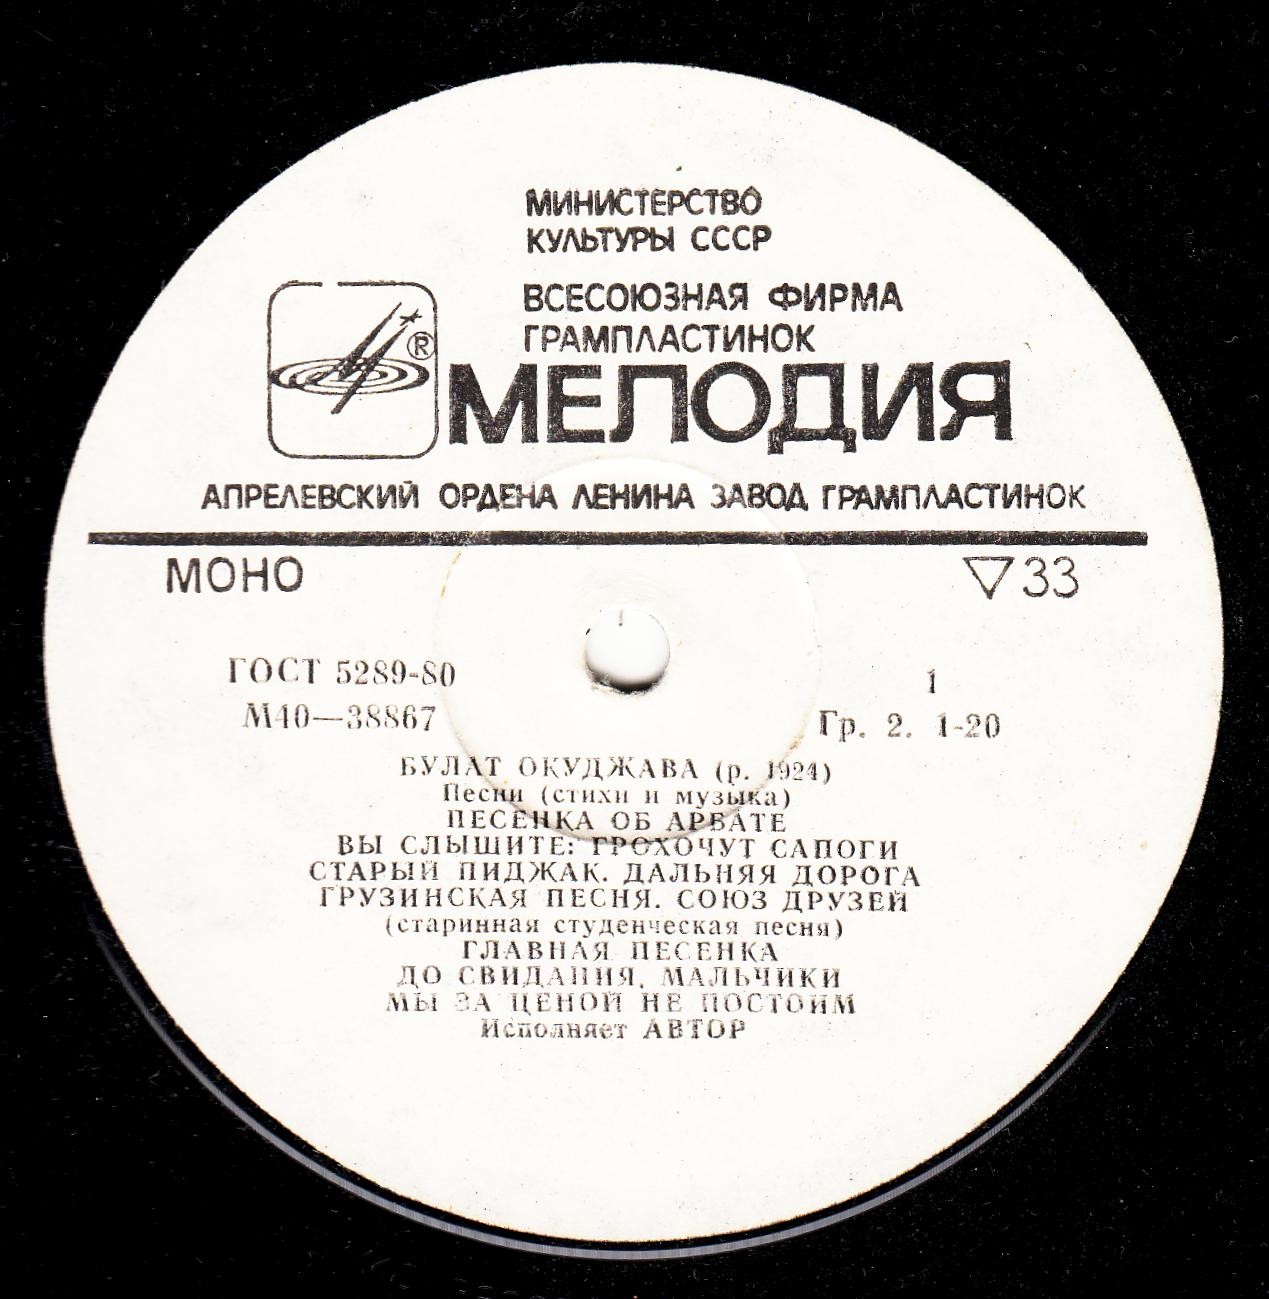 МИНИСТЕРСТВО
КУЛЬТУРЫ СССР
ВСЕСОЮЗНАЯ ФИРМА
ГРАМПЛАСТИНОК
®
МЕЛОДИЯ
АПРЕЛЕВСКИЙ ОРДЕНА ЛЕНИНА ЗАВОД ГРАМПЛАСТИНОК
МОНО ▽33
ГОСТ 5289-80 1
М40—38867 Гр. 2. 1-20
БУЛАТ ОКУДЖАВА (р. 1924)
Песни (стихи и музыка)
ПЕСЕНКА ОБ АРБАТЕ
ВЫ СЛЫШИТЕ: ГРОХОЧУТ САПОГИ
СТАРЫЙ ПИДЖАК. ДАЛЬНЯЯ ДОРОГА
ГРУЗИНСКАЯ ПЕСНЯ. СОЮЗ ДРУЗЕЙ
(старинная студенческая песня)
ГЛАВНАЯ ПЕСЕНКА
ДО СВИДАНИЯ, МАЛЬЧИКИ
МЫ ЗА ЦЕНОЙ НЕ ПОСТОИМ
Исполняет АВТОР